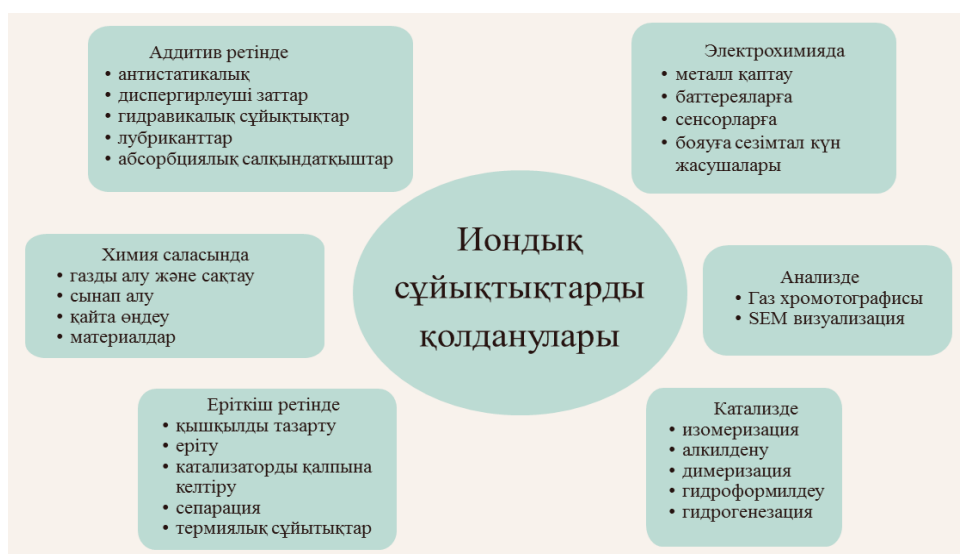 Аддитив ретінде
• антистатикалық
• диспергирлеуші заттар
• гидравикалық сұйықтықтар
• лубриканттар
• абсорбциялық салқындатқыштар
Электрохимияда
• металл қаптау
• баттереяларға
• сенсорларға
• бояуға сезімтал күн
жасушалары
Иондық
сұйықтықтарды
қолданулары
Химия саласында
• газды алу және сақтау
• сынап алу
• қайта өңдеу
• материалдар
Анализде
• Газ хромотографисы
• SEM визуализация
Еріткіш ретінде
• қышқылды тазарту
• еріту
• катализаторды қалпына
келтіру
• сепарация
• термиялық сұйытықтар
Катализде
• изомеризация
• алкилдену
• димеризация
• гидроформилдеу
• гидрогенезация